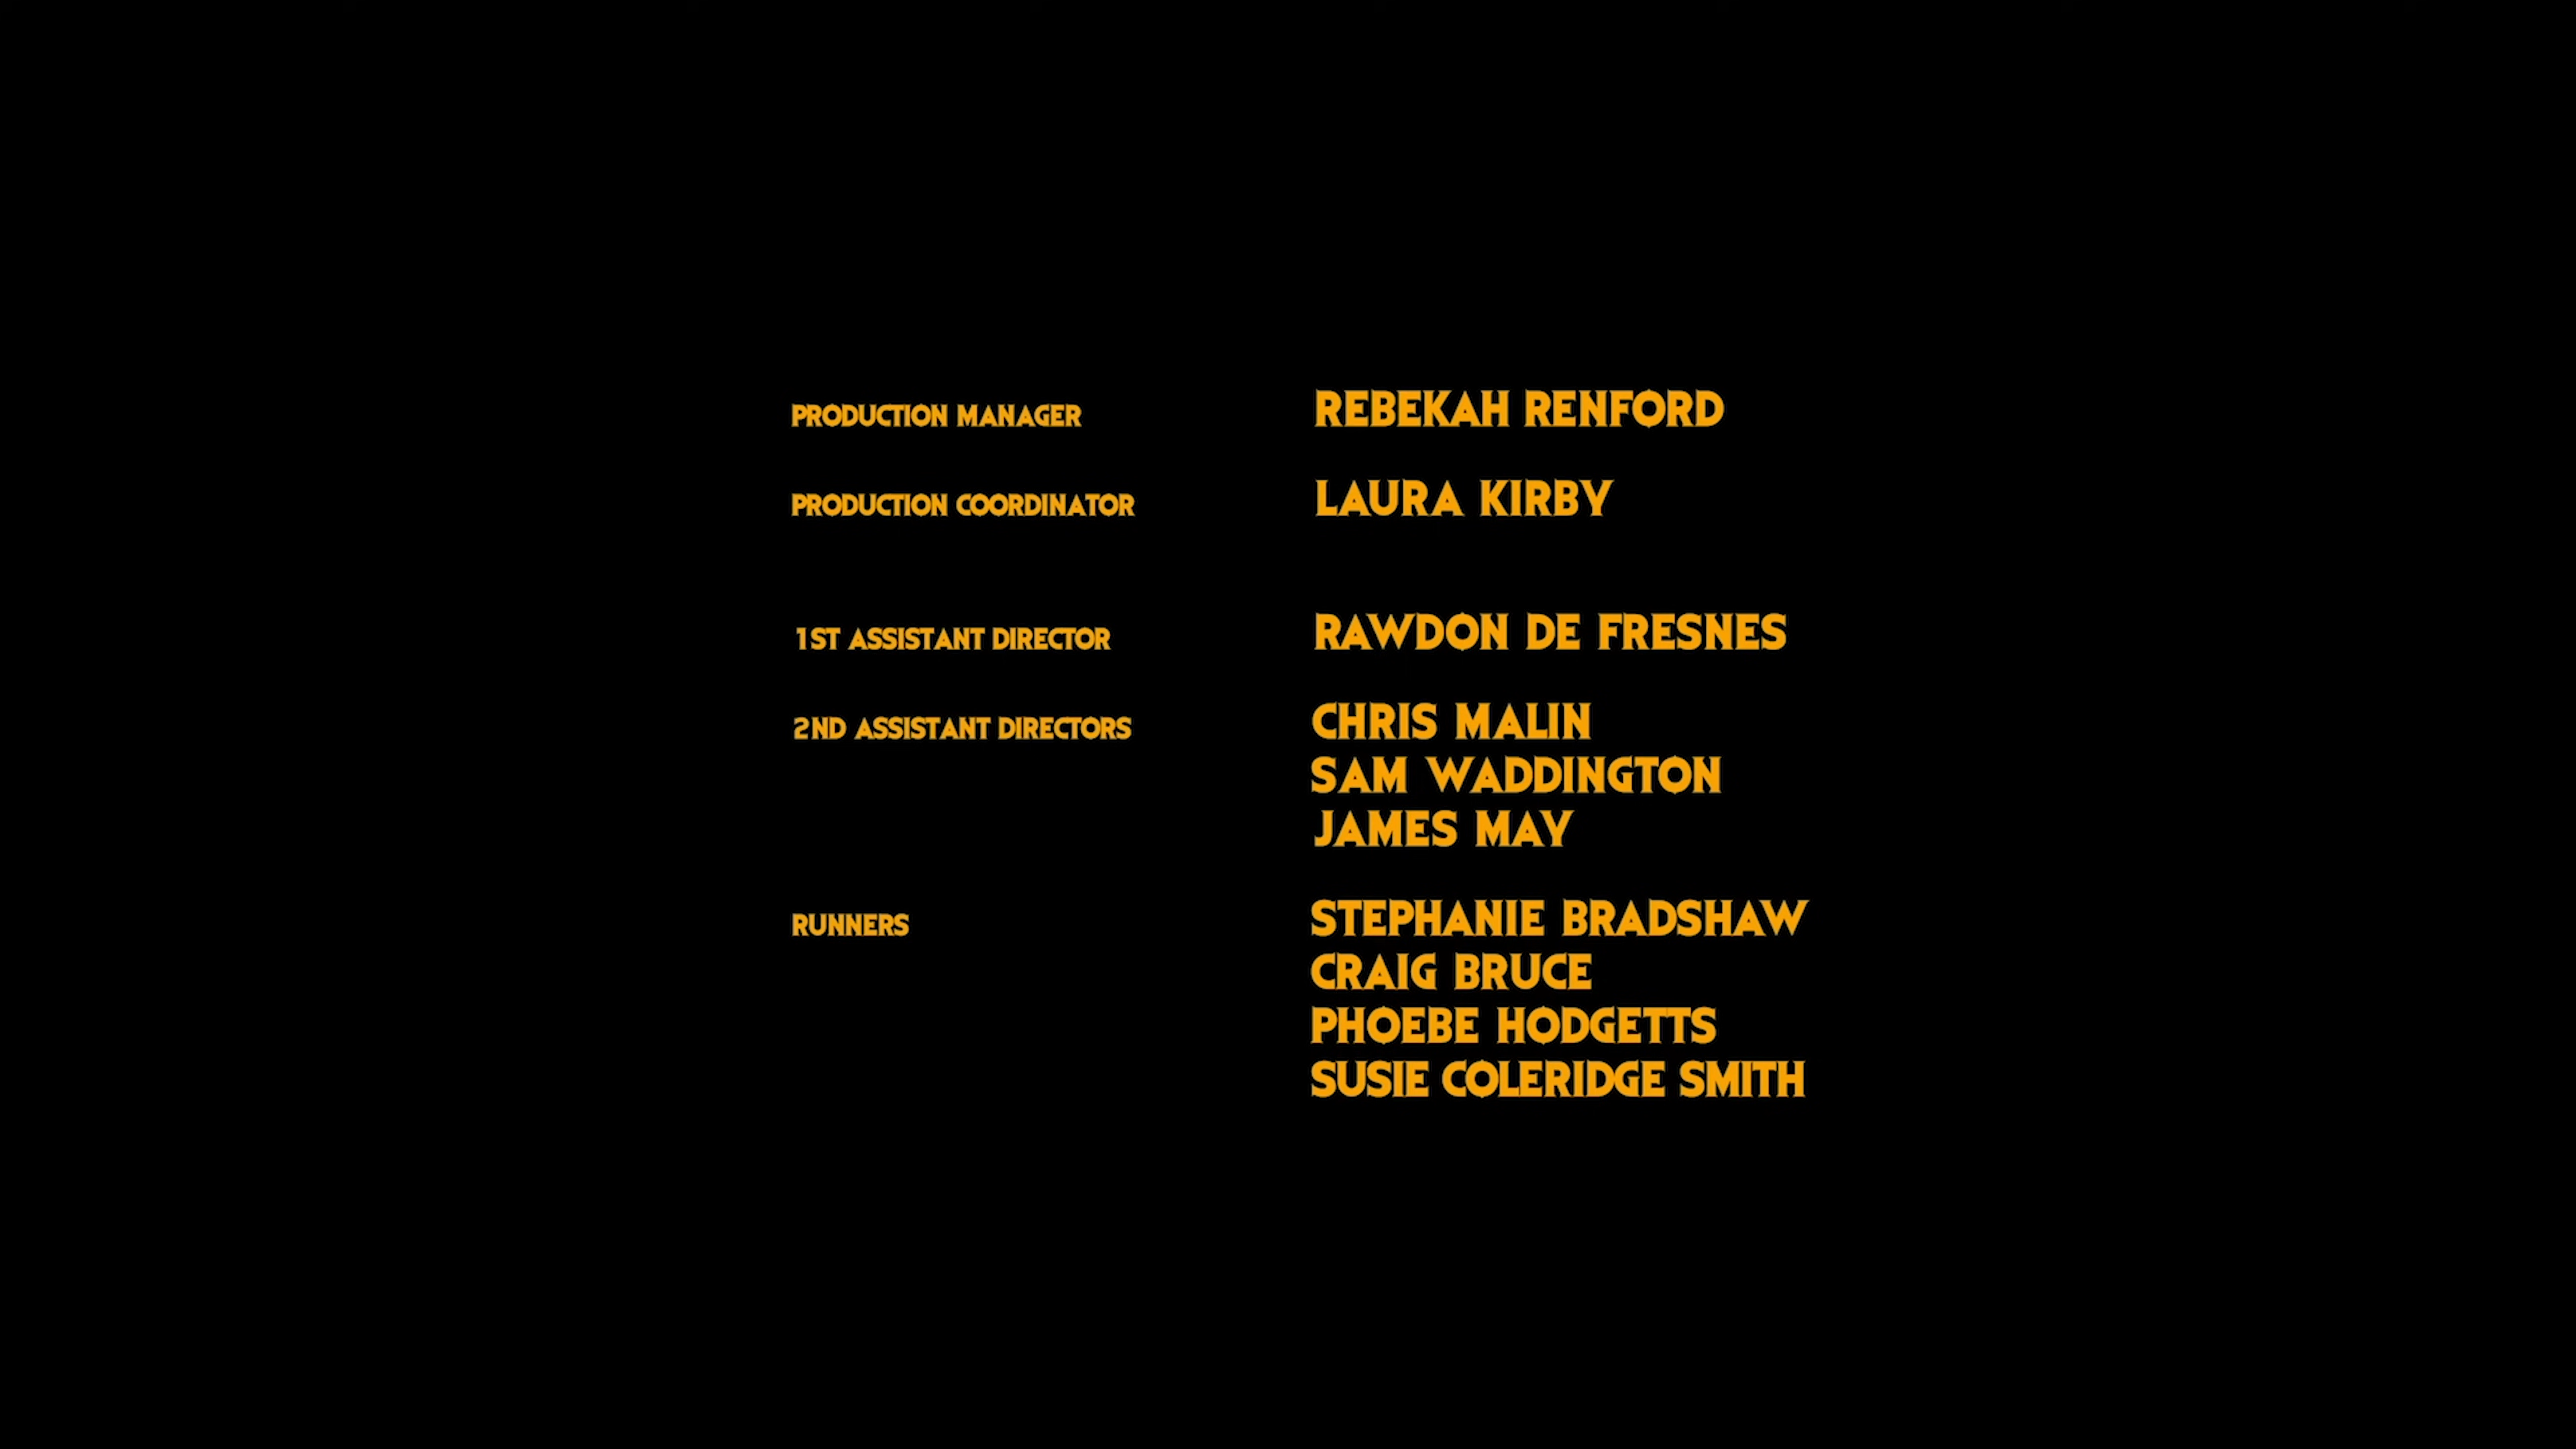 PRODUCTION MANAGER REBEKAH RENFORD
PRODUCTION COORDINATOR LAURA KIRBY
1ST ASSISTANT DIRECTOR RAWDON DE FRESNES
2ND ASSISTANT DIRECTORS CHRIS MALIN
SAM WADDINGTON
JAMES MAY
RUNNERS STEPHANIE BRADSHAW
CRAIG BRUCE
PHOEBE HODGETTS
SUSIE COLERIDGE SMITH